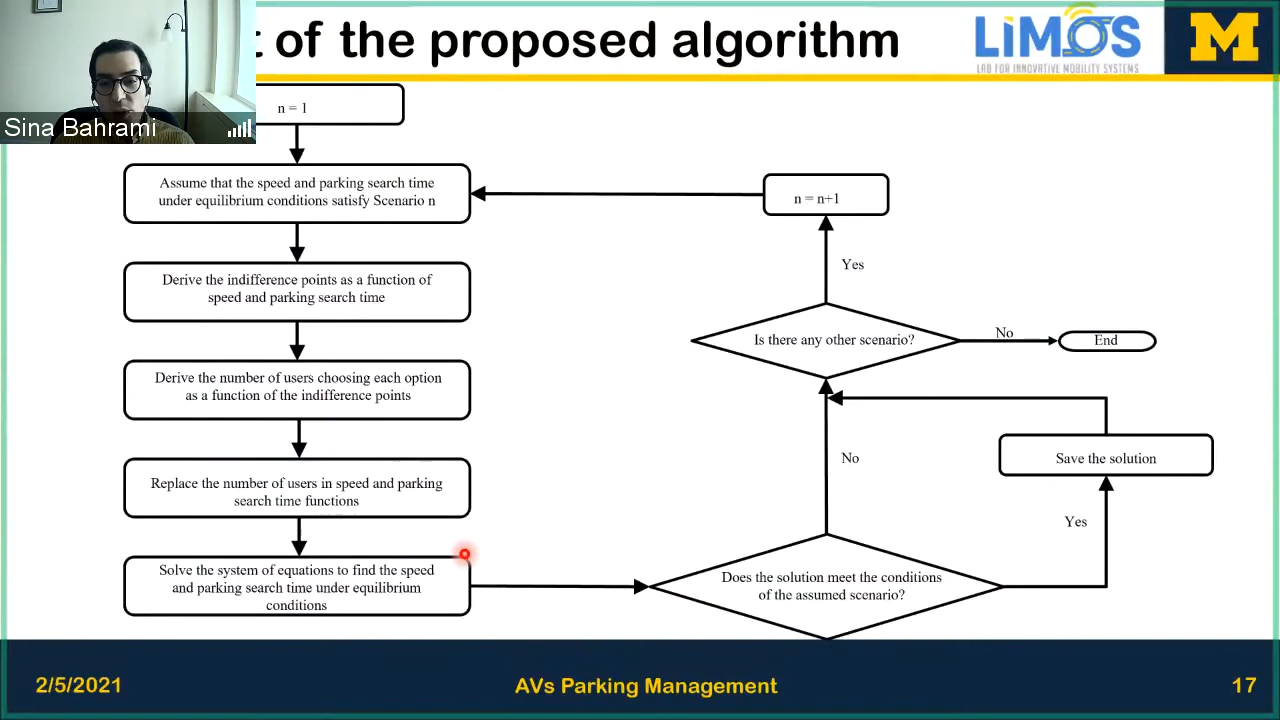 t of the proposed algorithm
LiMOS
LAB FOR INNOVATIVE MOBILITY SYSTEMS
M
Sina Bahrami
n = 1
Assume that the speed and parking search time
under equilibrium conditions satisfy Scenario n
Derive the indifference points as a function of
speed and parking search time
Derive the number of users choosing each option
as a function of the indifference points
Replace the number of users in speed and parking
search time functions
Solve the system of equations to find the speed
and parking search time under equilibrium
conditions
Does the solution meet the conditions
of the assumed scenario?
Yes
Save the solution
No
Is there any other scenario?
No
End
Yes
n = n+1
2/5/2021
AVs Parking Management
17